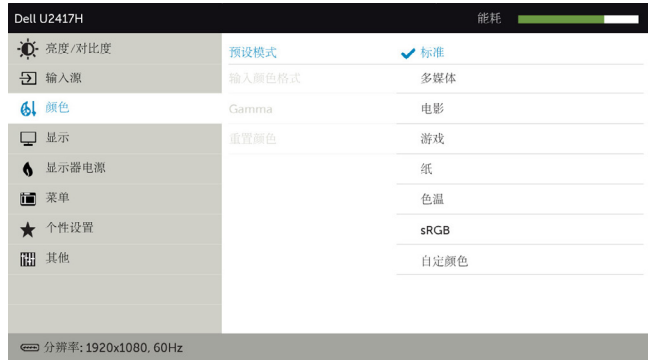 Dell U2417H 能耗
亮度/对比度
输入源
颜色
显示
显示器电源
菜单
个性设置
其他
预设模式
输入颜色格式
Gamma
重置颜色
标准
多媒体
电影
游戏
纸
色温
sRGB
自定颜色
分辨率: 1920x1080, 60Hz